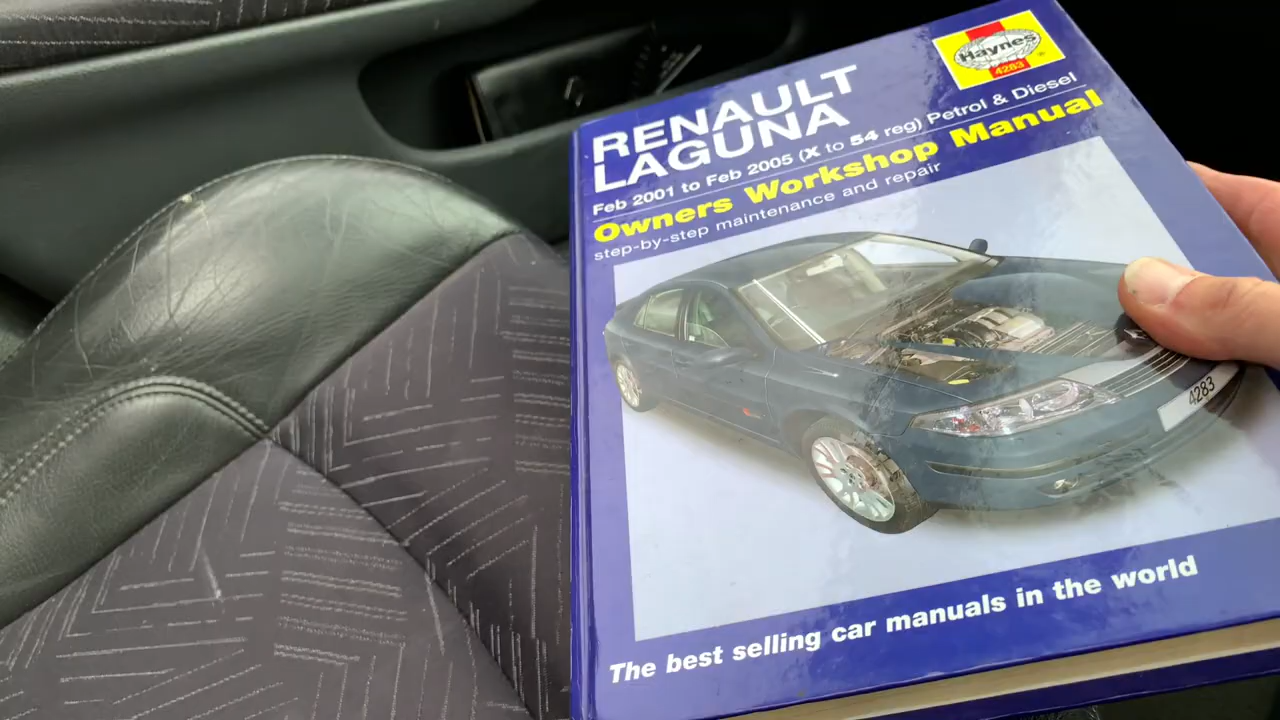 Haynes
4283
RENAULT
LAGUNA
Feb 2001 to Feb 2005 (X to 54 reg) Petrol & Diesel
Owners Workshop Manual
step-by-step maintenance and repair
4283
The best selling car manuals in the world